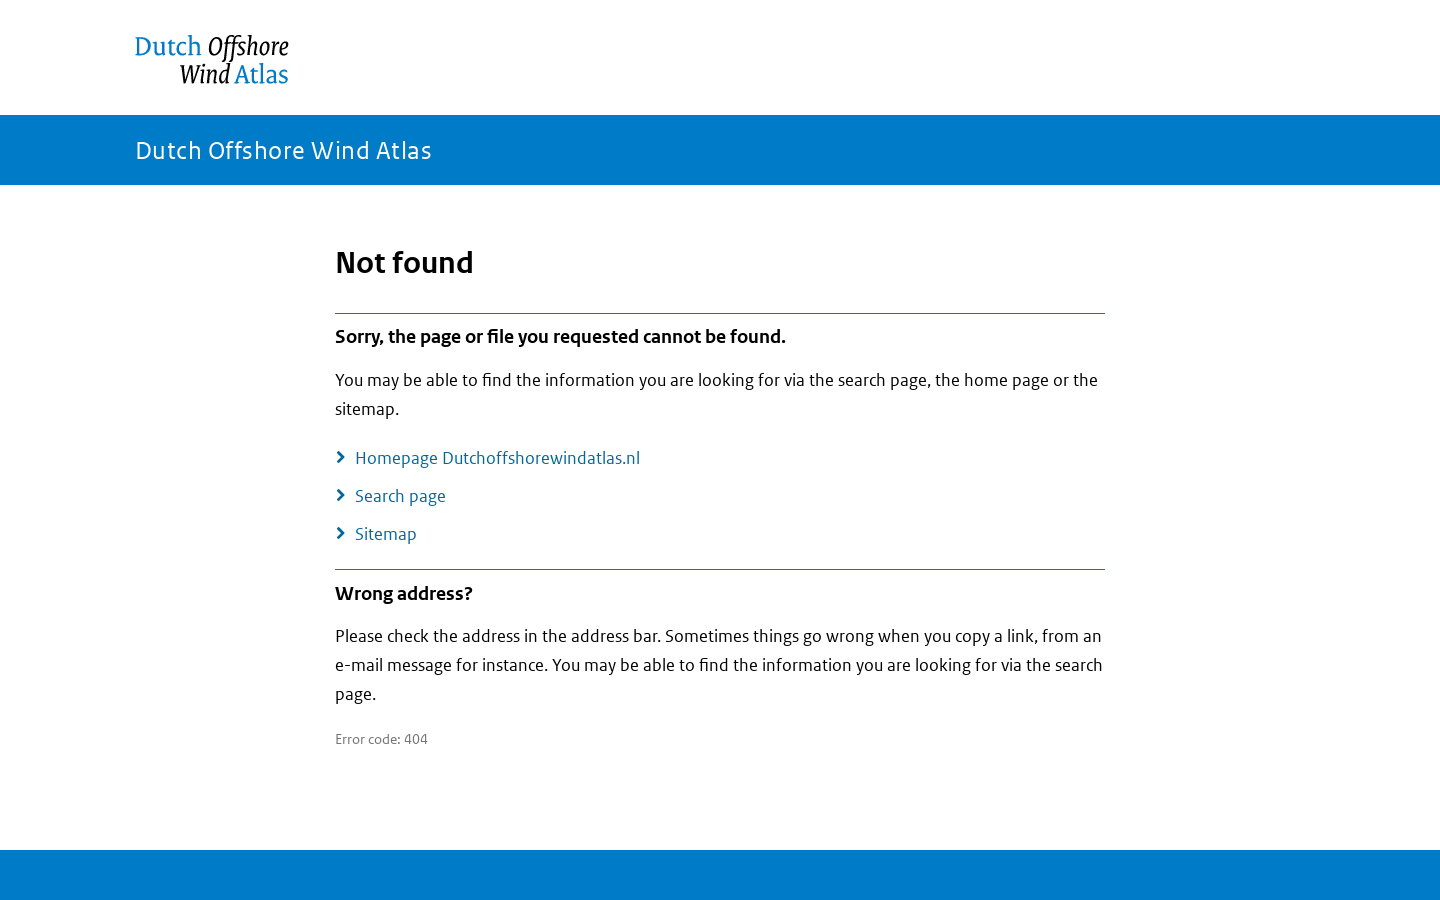 Dutch Offshore
Wind Atlas
Dutch Offshore Wind Atlas
Not found
Sorry, the page or file you requested cannot be found.
You may be able to find the information you are looking for via the search page, the home page or the
sitemap.
Homepage Dutchoffshorewindatlas.nl
Search page
Sitemap
Wrong address?
Please check the address in the address bar. Sometimes things go wrong when you copy a link, from an
e-mail message for instance. You may be able to find the information you are looking for via the search
page.
Error code: 404